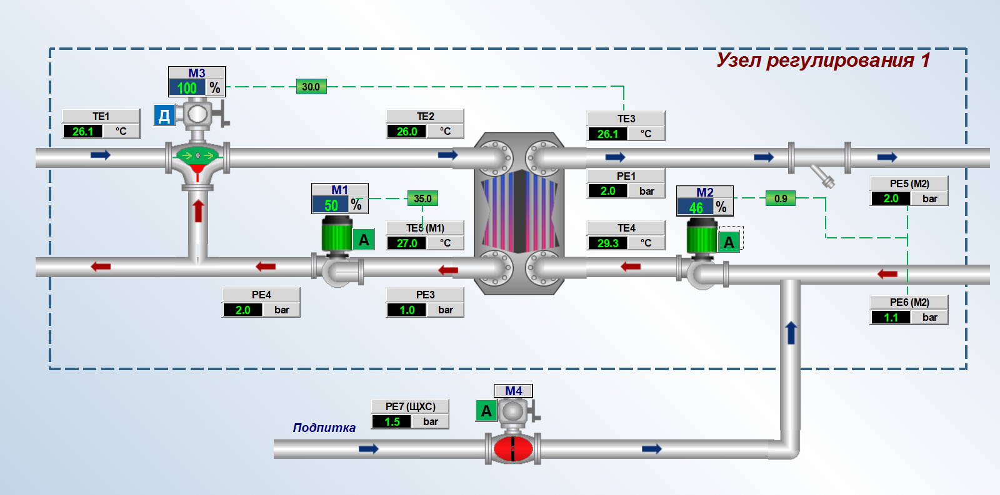 Узел регулирования 1
M3
100 %
30.0
Д
TE1
26.1 °C
TE2
26.0 °C
TE3
26.1 °C
PE1
2.0 bar
M1
50 %
35.0
A
TE5 (M1)
27.0 °C
TE4
29.3 °C
M2
46 %
0.9
A
PE5 (M2)
2.0 bar
PE4
2.0 bar
PE3
1.0 bar
PE6 (M2)
1.1 bar
M4
A
PE7 (ЩХС)
1.5 bar
Подпитка